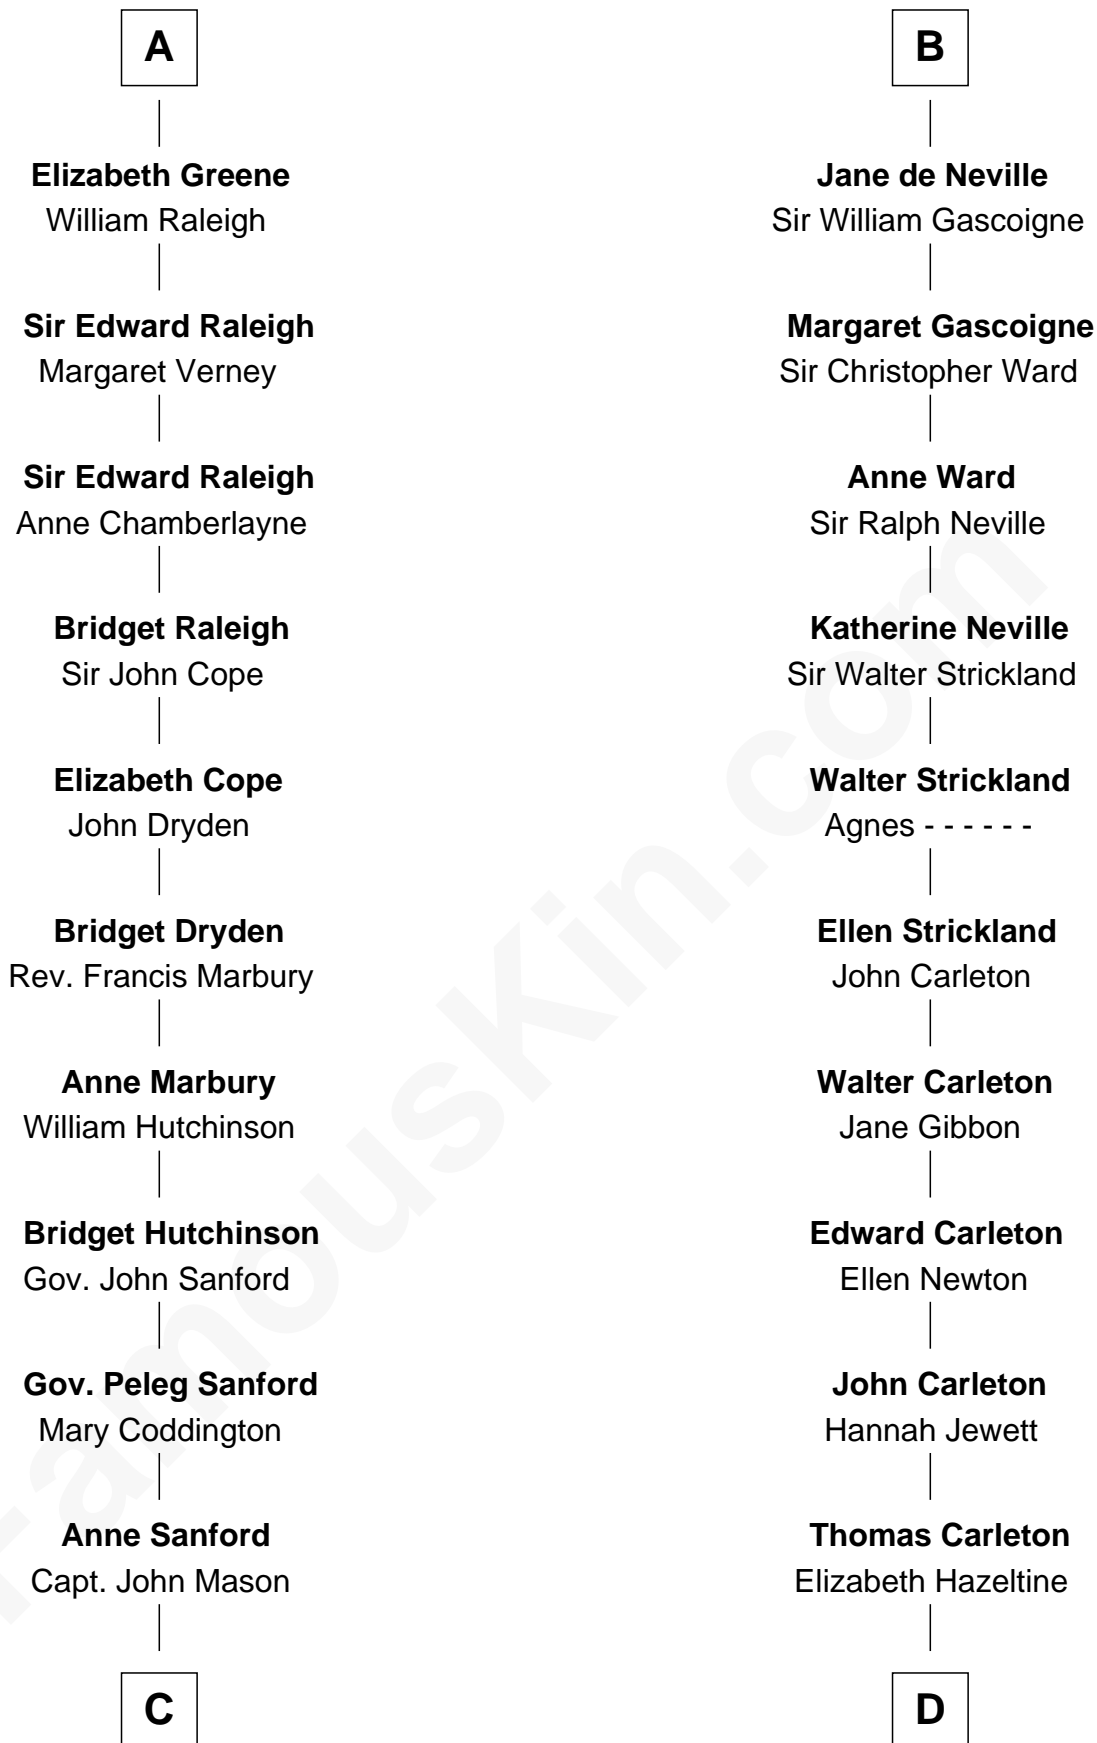 A
Elizabeth Greene
William Raleigh
Sir Edward Raleigh
Margaret Verney
Sir Edward Raleigh
Anne Chamberlayne
Bridget Raleigh
Sir John Cope
Elizabeth Cope
John Dryden
Bridget Dryden
Rev. Francis Marbury
Anne Marbury
William Hutchinson
Bridget Hutchinson
Gov. John Sanford
Gov. Peleg Sanford
Mary Coddington
Anne Sanford
Capt. John Mason
C
B
Jane de Neville
Sir William Gascoigne
Margaret Gascoigne
Sir Christopher Ward
Anne Ward
Sir Ralph Neville
Katherine Neville
Sir Walter Strickland
Walter Strickland
Agnes - - - - - -
Ellen Strickland
John Carleton
Walter Carleton
Jane Gibbon
Edward Carleton
Ellen Newton
John Carleton
Hannah Jewett
Thomas Carleton
Elizabeth Hazeltine
D
FamousKin.com